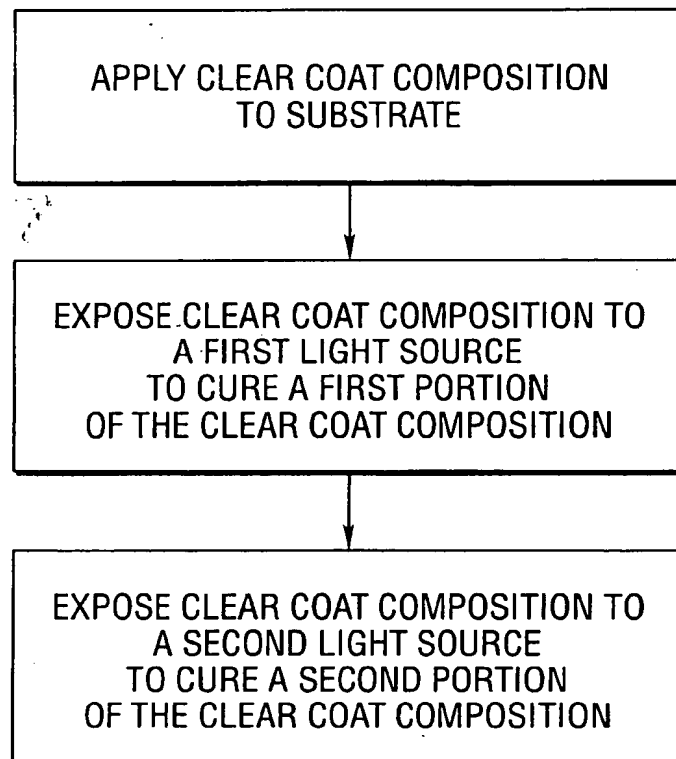 APPLY CLEAR COAT COMPOSITION
TO SUBSTRATE
EXPOSE CLEAR COAT COMPOSITION TO
A FIRST LIGHT SOURCE
TO CURE A FIRST PORTION
OF THE CLEAR COAT COMPOSITION
EXPOSE CLEAR COAT COMPOSITION TO
A SECOND LIGHT SOURCE
TO CURE A SECOND PORTION
OF THE CLEAR COAT COMPOSITION